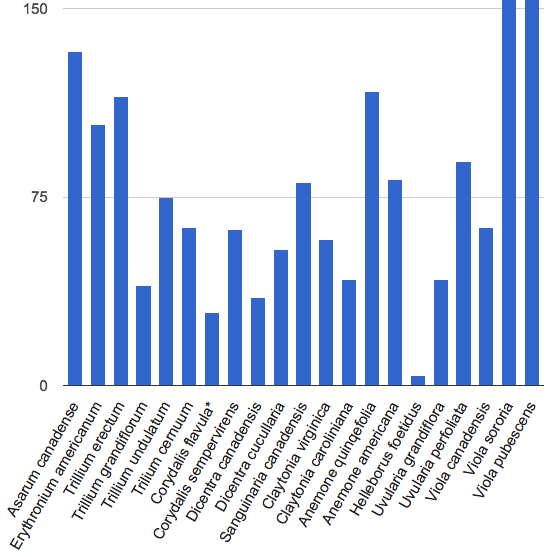 150
75
0
Asarum canadense
Erythronium americanum
Trillium erectum
Trillium grandiflorum
Trillium undulatum
Trilium cernuum
Corydalis flavula*
Corydalis sempervirens
Dicentra canadensis
Dicentra cucullaria
Sanguinaria canadensis
Claytonia virginica
Claytonia caroliniana
Anemone quinqefolia
Anemone americana
Helleborus foetidus
Uvularia grandiflora
Uvularia perfoliata
Viola canadensis
Viola sororia
Viola pubescens